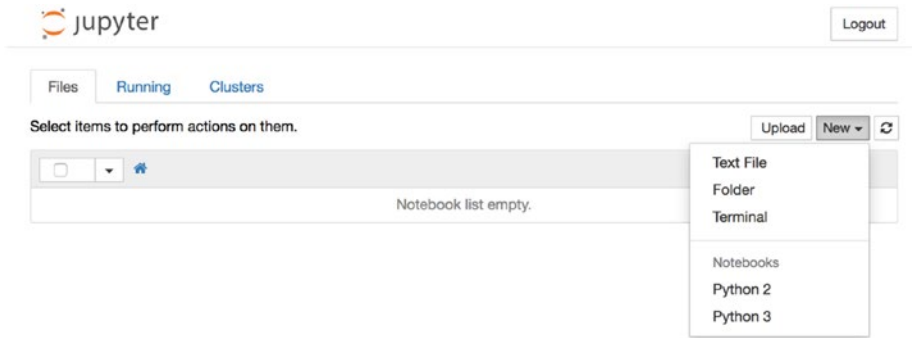 jupyter
Logout
Files Running Clusters
Select items to perform actions on them.
Upload New
Notebook list empty.
Text File
Folder
Terminal
Notebooks
Python 2
Python 3